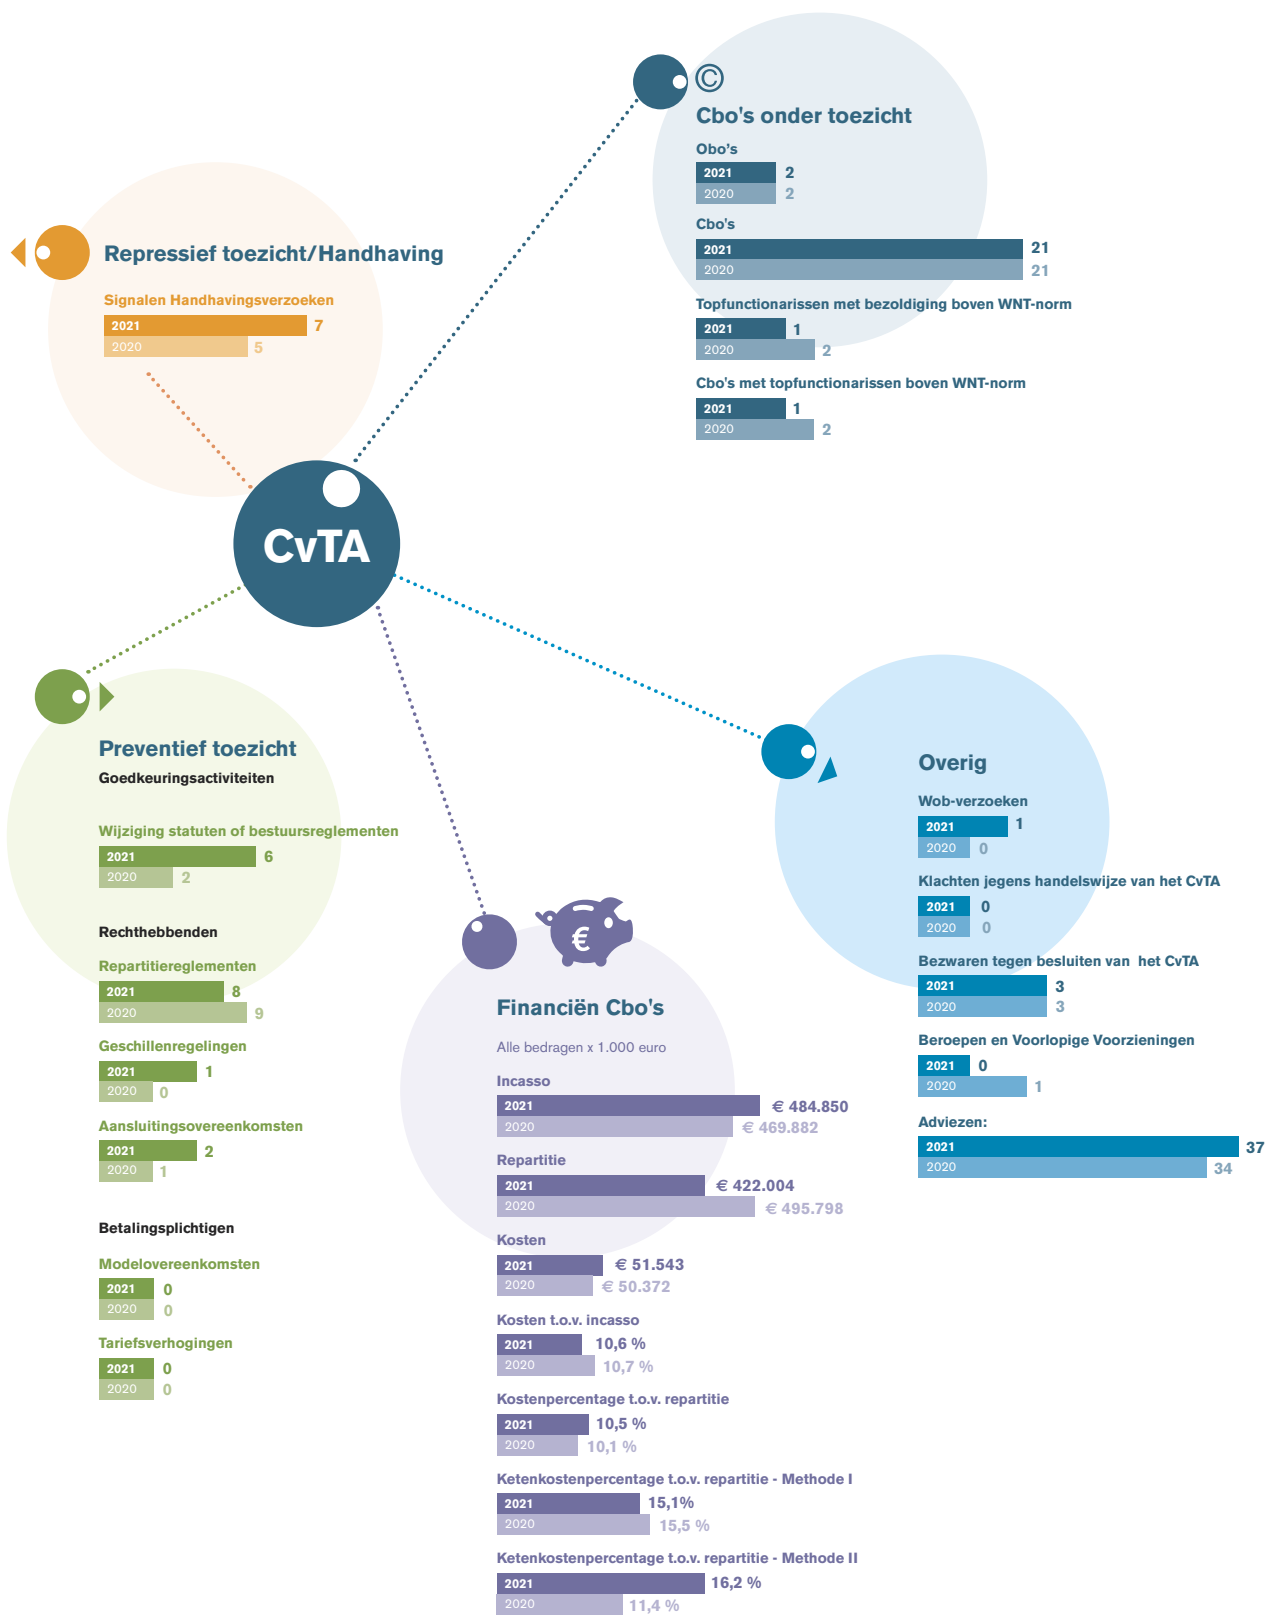 ©
Cbo's onder toezicht
Obo's
2021 2
2020 2
Cbo's
2021 21
2020 21
Topfunctionarissen met bezoldiging boven WNT-norm
2021 1
2020 2
Cbo's met topfunctionarissen boven WNT-norm
2021 1
2020 2
Repressief toezicht/Handhaving
Signalen Handhavingsverzoeken
2021 7
2020 5
CvTA
Preventief toezicht
Goedkeuringsactiviteiten
Wijziging statuten of bestuursreglementen
2021 6
2020 2
Rechthebbenden
Repartitiereglementen
2021 8
2020 9
Geschillenregelingen
2021 1
2020 0
Aansluitingsovereenkomsten
2021 2
2020 1
Betalingsplichtigen
Modelovereenkomsten
2021 0
2020 0
Tariefsverhogingen
2021 0
2020 0
€
Financiën Cbo's
Alle bedragen x 1.000 euro
Incasso
2021 € 484.850
2020 € 469.882
Repartitie
2021 € 422.004
2020 € 495.798
Kosten
2021 € 51.543
2020 € 50.372
Kosten t.o.v. incasso
2021 10,6 %
2020 10,7 %
Kostenpercentage t.o.v. repartitie
2021 10,5 %
2020 10,1 %
Ketenkostenpercentage t.o.v. repartitie - Methode I
2021 15,1%
2020 15,5 %
Ketenkostenpercentage t.o.v. repartitie - Methode II
2021 16,2 %
2020 11,4 %
Overig
Wob-verzoeken
2021 1
2020 0
Klachten jegens handelswijze van het CvTA
2021 0
2020 0
Bezwaren tegen besluiten van het CvTA
2021 3
2020 3
Beroepen en Voorlopige Voorzieningen
2021 0
2020 1
Adviezen:
2021 37
2020 34